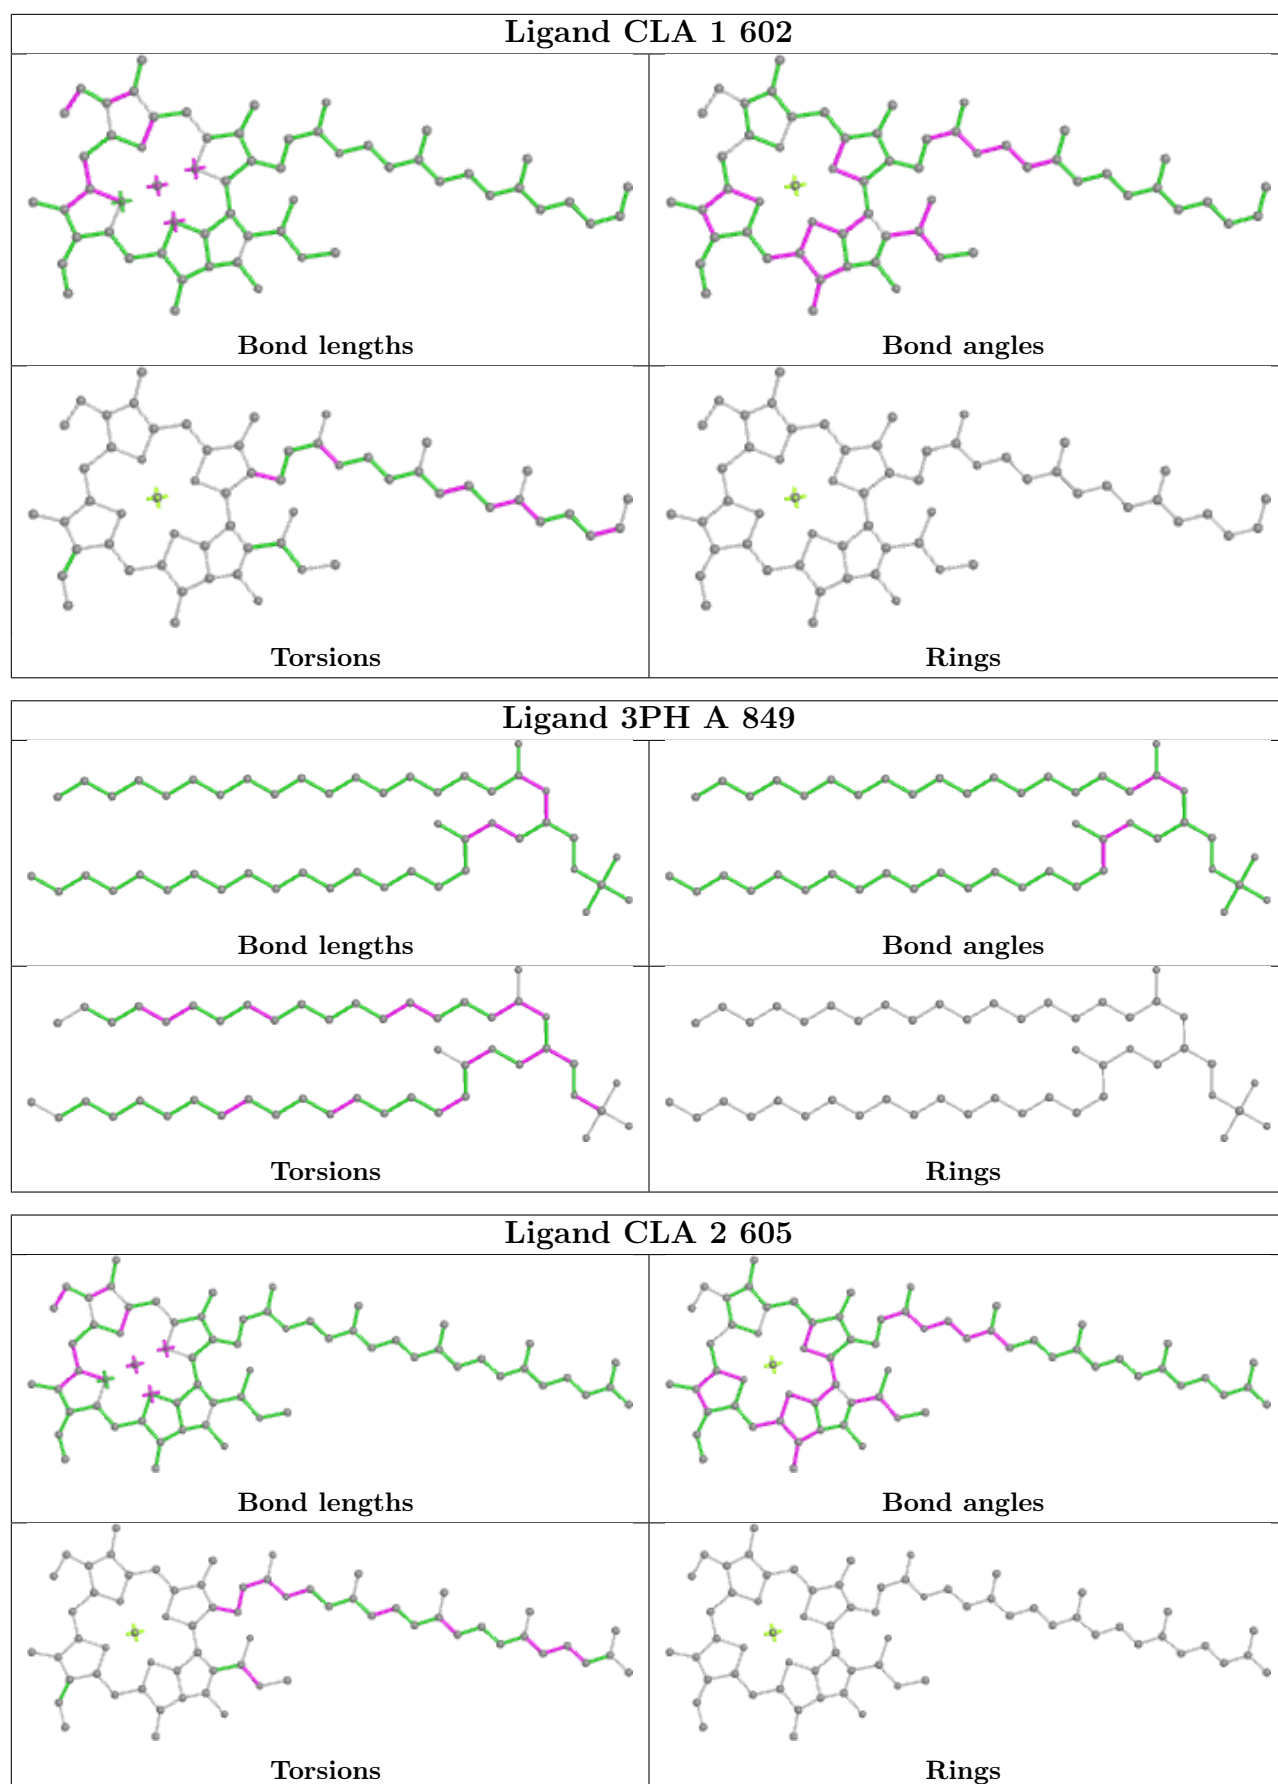 Ligand CLA 1 602
Bond lengths
Bond angles
Torsions
Rings
Ligand 3PH A 849
Bond lengths
Bond angles
Torsions
Rings
Ligand CLA 2 605
Bond lengths
Bond angles
Torsions
Rings